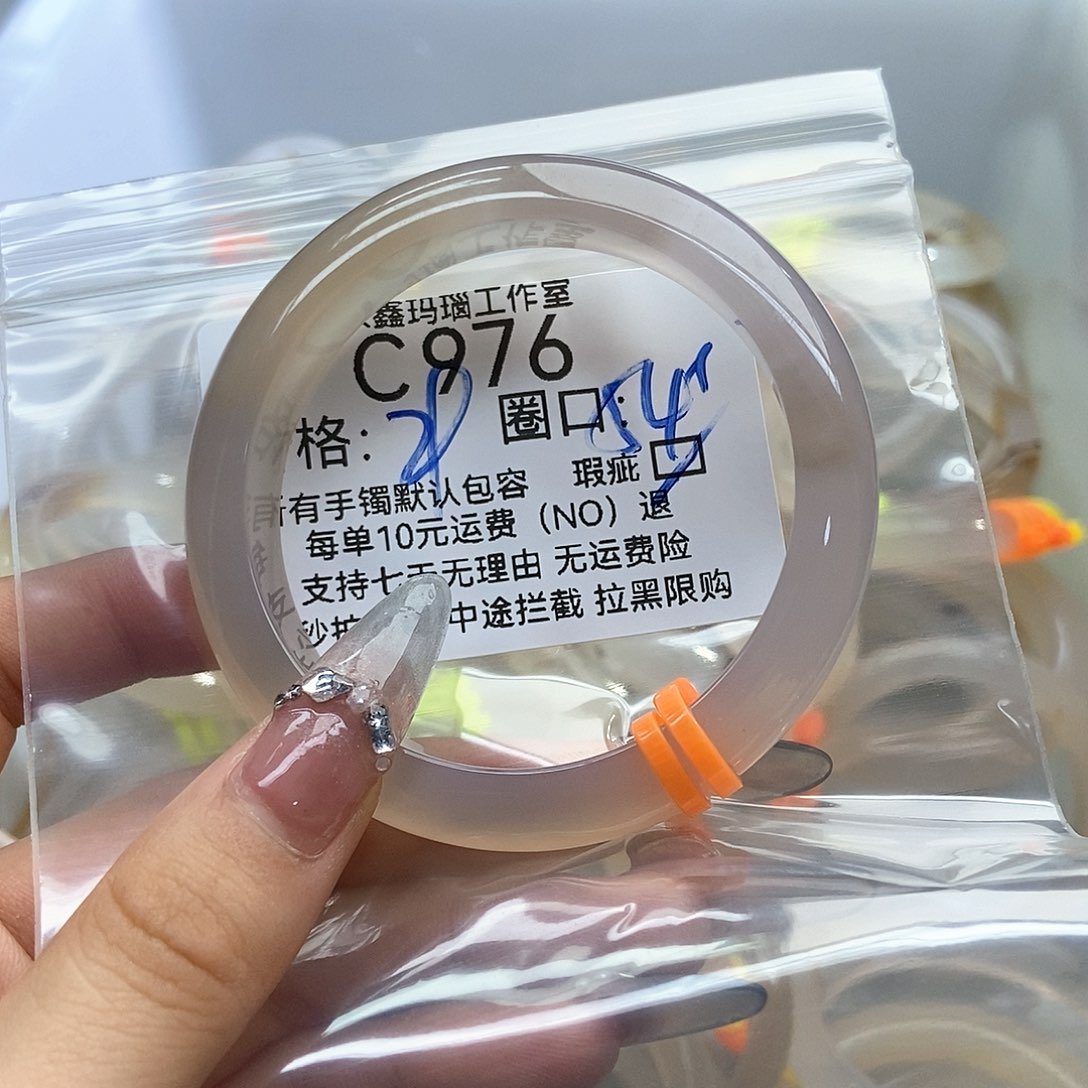 鑫玛瑙工作室
C976
格： 圈口：54
瑕疵
有手镯默认包容
每单10元运费（NO）退
支持七天无理由 无运费险
秒 中途拦截 拉黑限购